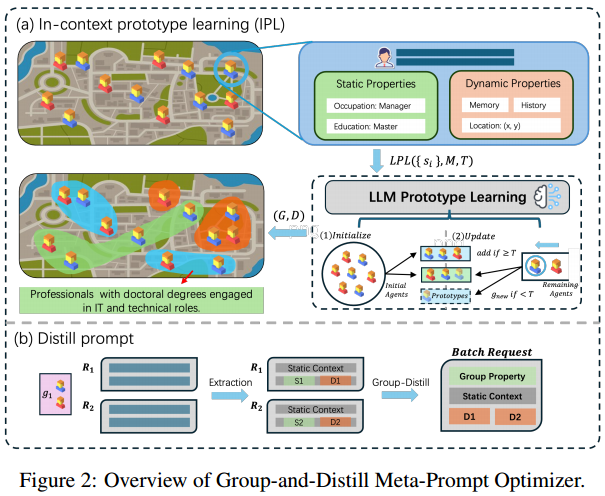 (a) In-context prototype learning (IPL)
Static Properties
Occupation: Manager
Education: Master
Dynamic Properties
Memory
History
Location: (x, y)
LPL({ s_i }, M, T)
LLM Prototype Learning
(G, D)
(1)Initialize
(2)Update
add if ≥ T
Initial
Agents
Prototypes
g_new if < T
Remaining
Agents
Professionals with doctoral degrees engaged
in IT and technical roles.
(b) Distill prompt
g_1
R_1
R_2
Extraction
R_1
Static Context
S1
D1
R_2
Static Context
S2
D2
Group-Distill
Batch Request
Group Property
Static Context
D1
D2
Figure 2: Overview of Group-and-Distill Meta-Prompt Optimizer.